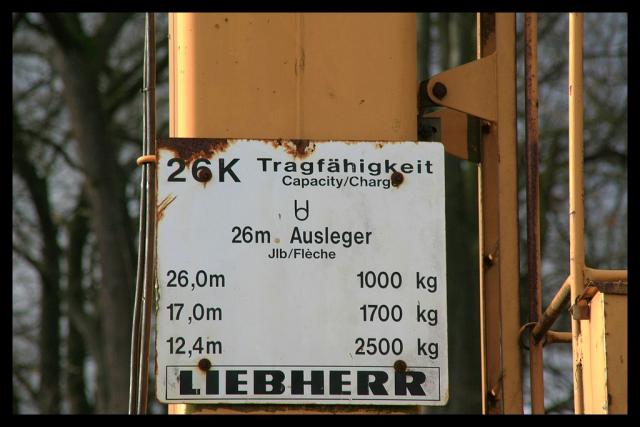 26K Tragfähigkeit
Capacity/Charge
26m Ausleger
Jlb/Flèche
26,0m 1000 kg
17,0m 1700 kg
12,4m 2500 kg
LIEBHERR